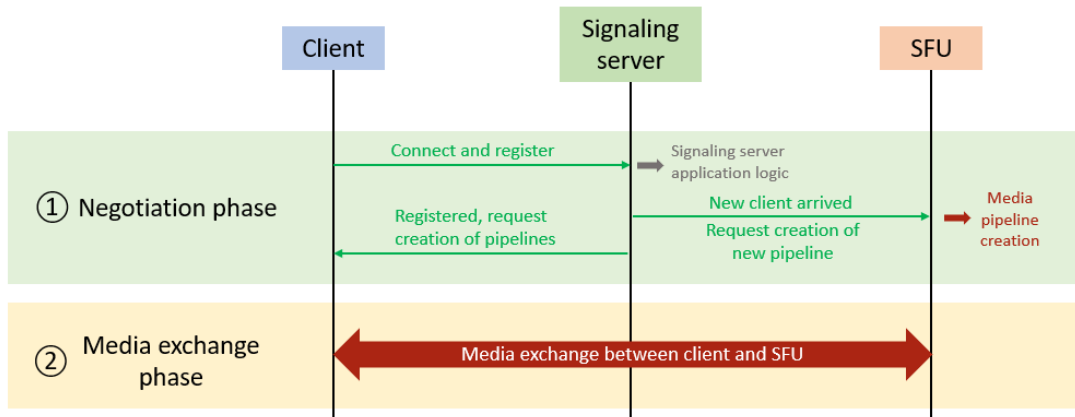 Client
Signaling
server
SFU
① Negotiation phase
Connect and register
Signaling server
application logic
New client arrived
Request creation of
new pipeline
Media
pipeline
creation
Registered, request
creation of pipelines
② Media exchange
phase
Media exchange between client and SFU